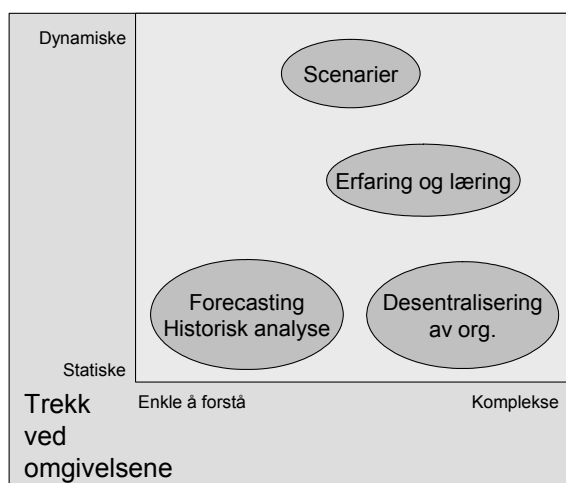 Dynamiske
Scenarier
Erfaring og læring
Forecasting
Historisk analyse
Desentralisering
av org.
Statiske
Trekk
ved
omgivelsene
Enkle å forstå
Komplekse